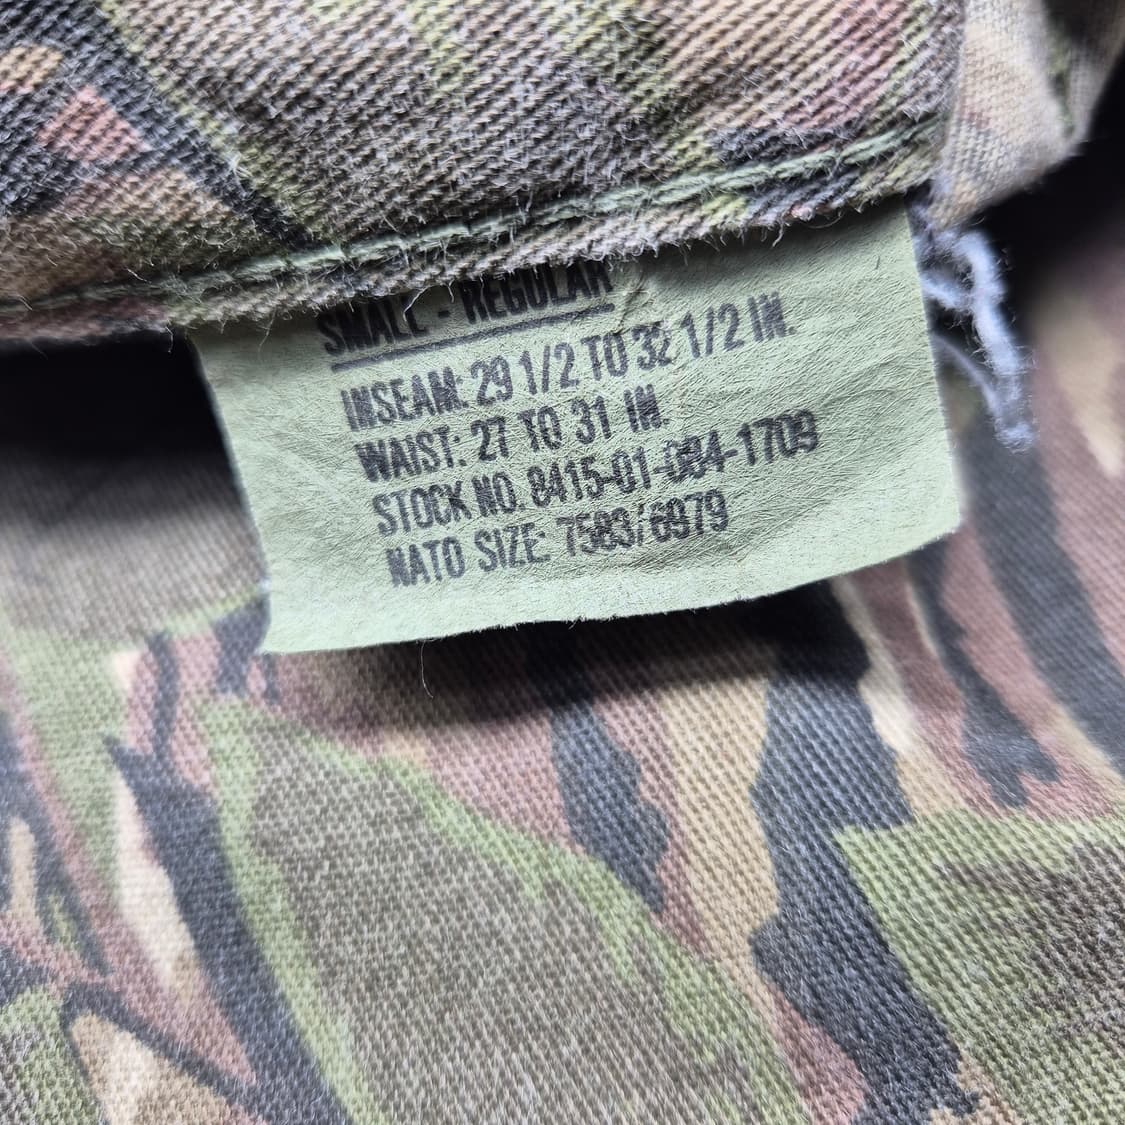 SMALL - REGULAR
INSEAM: 29 1/2 TO 32 1/2 IN.
WAIST: 27 TO 31 IN.
STOCK NO. 8415-01-084-1709
NATO SIZE: 7583/6979